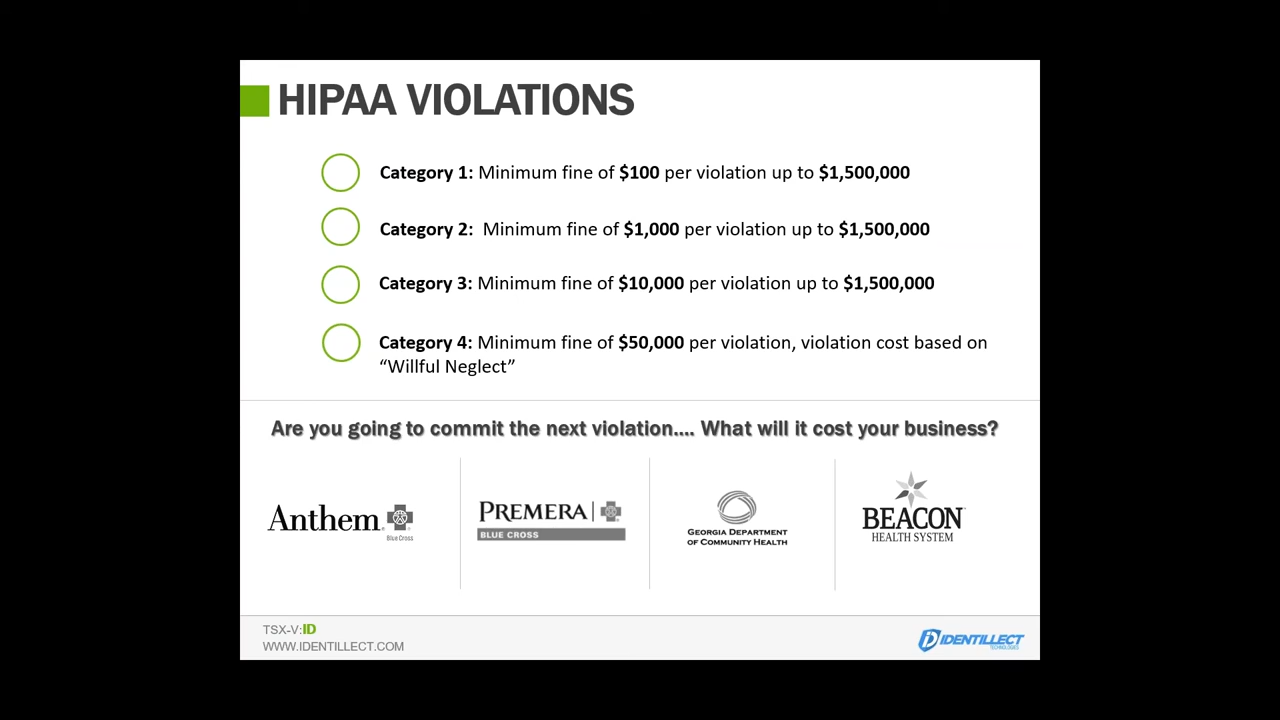 HIPAA VIOLATIONS
Category 1: Minimum fine of $100 per violation up to $1,500,000
Category 2:  Minimum fine of $1,000 per violation up to $1,500,000
Category 3: Minimum fine of $10,000 per violation up to $1,500,000
Category 4: Minimum fine of $50,000 per violation, violation cost based on
“Willful Neglect”
Are you going to commit the next violation.... What will it cost your business?
Anthem
Blue Cross
PREMERA
BLUE CROSS
GEORGIA DEPARTMENT
OF COMMUNITY HEALTH
BEACON
HEALTH SYSTEM
TSX-V:ID
WWW.IDENTILLECT.COM
ID IDENTILLECT
TECHNOLOGIES